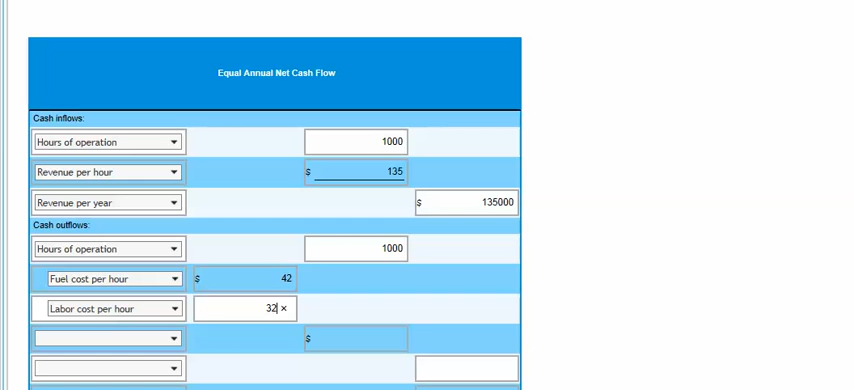 Equal Annual Net Cash Flow
Cash inflows:
Hours of operation 1000
Revenue per hour $ 135
Revenue per year $ 135000
Cash outflows:
Hours of operation 1000
Fuel cost per hour $ 42
Labor cost per hour 32 ×
$